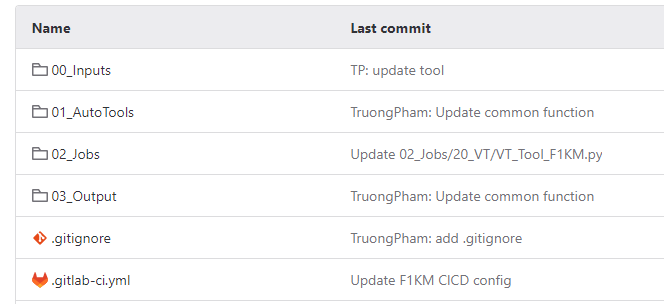 Name Last commit
00_Inputs TP: update tool
01_AutoTools TruongPham: Update common function
02_Jobs Update 02_Jobs/20_VT/VT_Tool_F1KM.py
03_Output TruongPham: Update common function
.gitignore TruongPham: add .gitignore
.gitlab-ci.yml Update F1KM CICD config